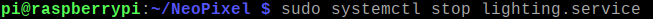 pi@raspberrypi:~/NeoPixel $ sudo systemctl stop lighting.service